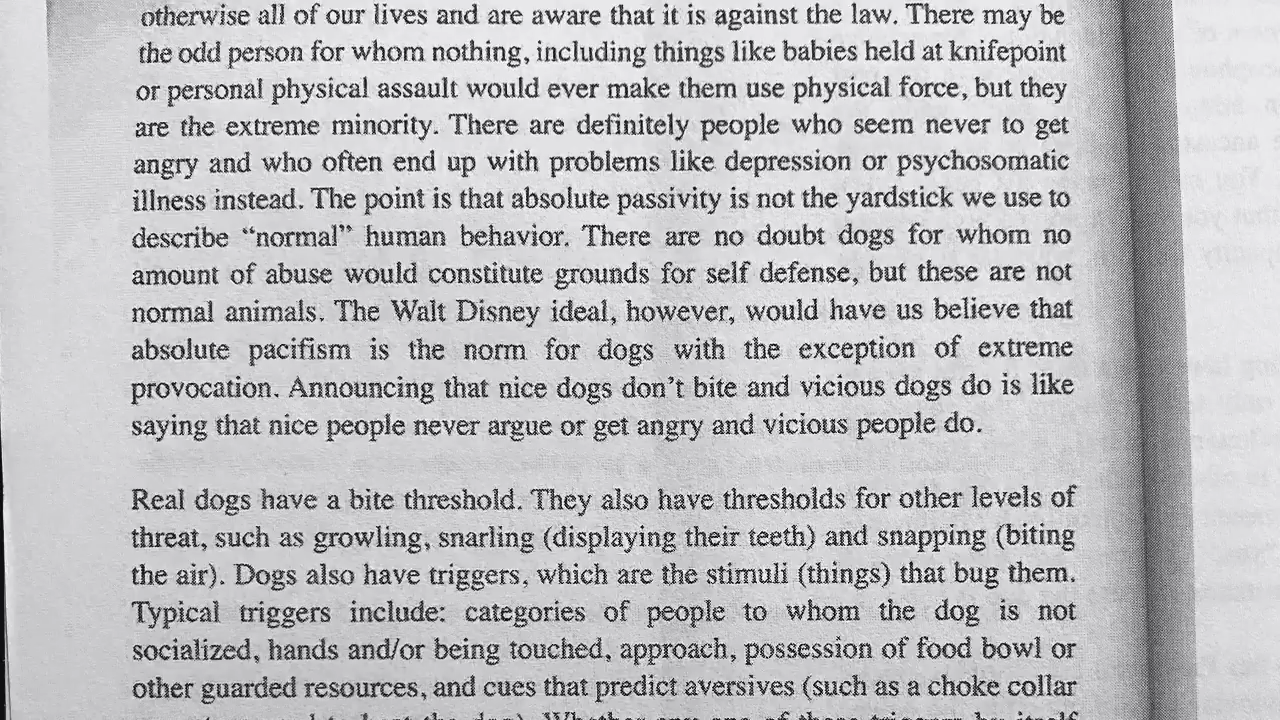 otherwise all of our lives and are aware that it is against the law. There may be
the odd person for whom nothing, including things like babies held at knifepoint
or personal physical assault would ever make them use physical force, but they
are the extreme minority. There are definitely people who seem never to get
angry and who often end up with problems like depression or psychosomatic
illness instead. The point is that absolute passivity is not the yardstick we use to
describe “normal” human behavior. There are no doubt dogs for whom no
amount of abuse would constitute grounds for self defense, but these are not
normal animals. The Walt Disney ideal, however, would have us believe that
absolute pacifism is the norm for dogs with the exception of extreme
provocation. Announcing that nice dogs don’t bite and vicious dogs do is like
saying that nice people never argue or get angry and vicious people do.
Real dogs have a bite threshold. They also have thresholds for other levels of
threat, such as growling, snarling (displaying their teeth) and snapping (biting
the air). Dogs also have triggers, which are the stimuli (things) that bug them.
Typical triggers include: categories of people to whom the dog is not
socialized, hands and/or being touched, approach, possession of food bowl or
other guarded resources, and cues that predict aversives (such as a choke collar